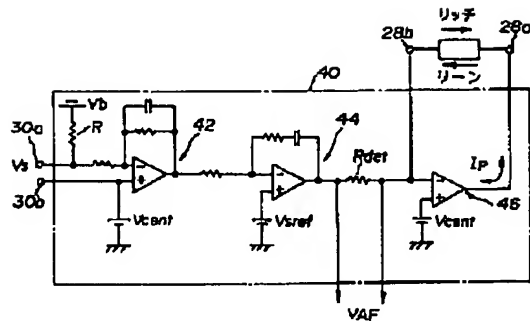 リッチ
28b
28a
リーン
40
Vb
30a
R
42
44
Rdet
Vs
30b
IP
Vcent
Vsref
Vcent
46
VAF